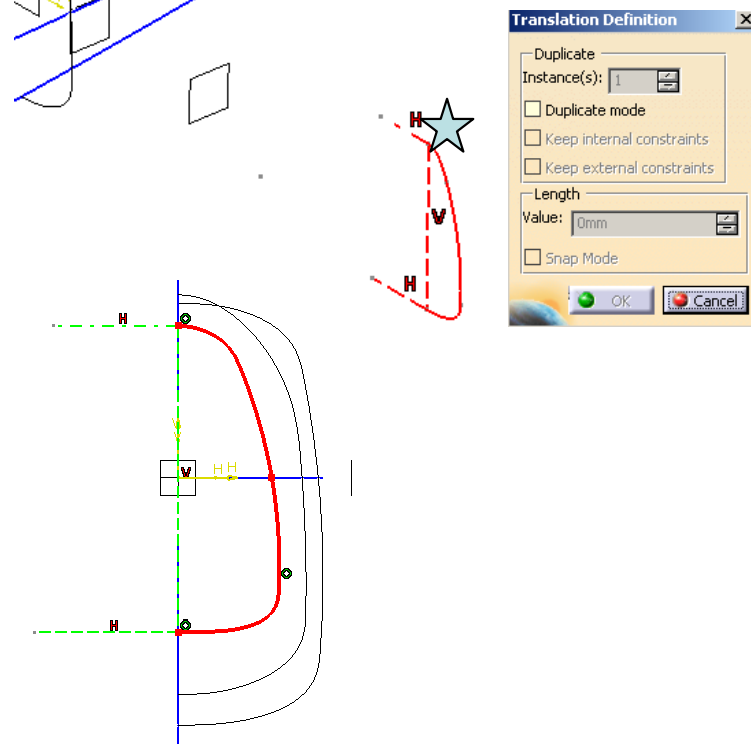 Translation Definition
Duplicate
Instance(s): 1
Duplicate mode
Keep internal constraints
Keep external constraints
Length
Value: 0mm
Snap Mode
OK Cancel
H
V
H
H
V
V
H H
H